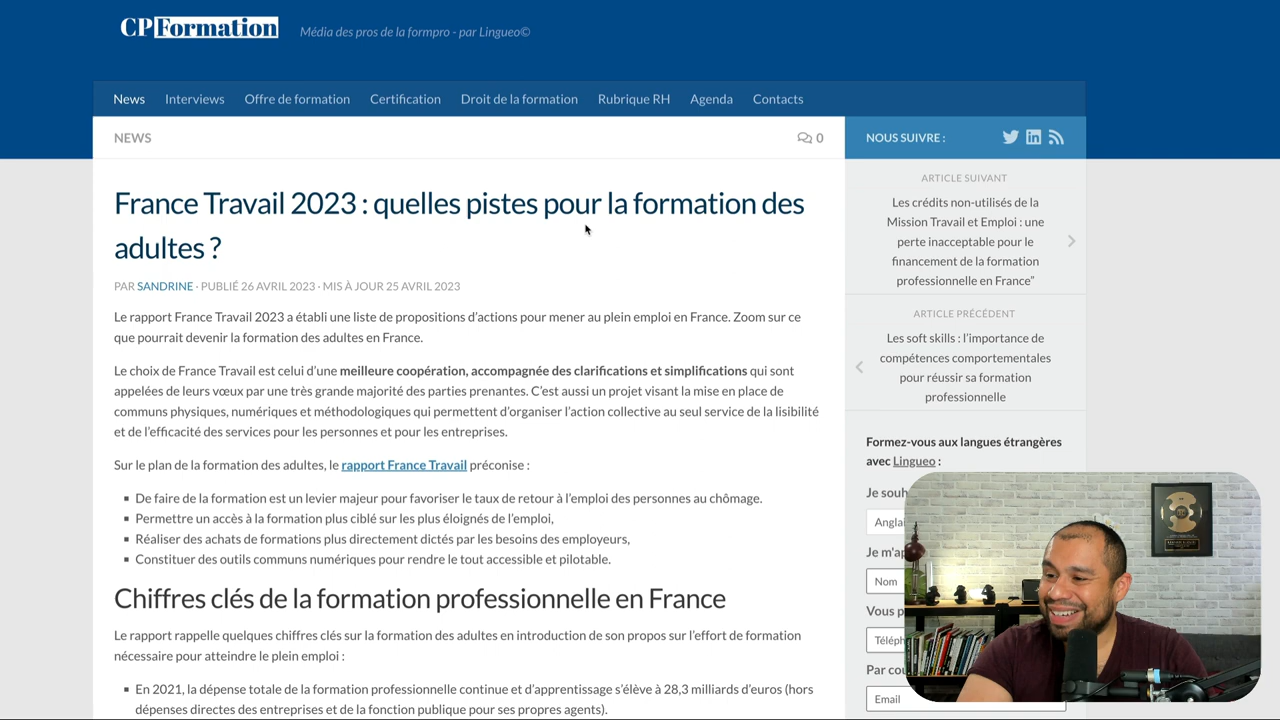 CPFormation
Média des pros de la formpro - par Lingueo©
News
Interviews
Offre de formation
Certification
Droit de la formation
Rubrique RH
Agenda
Contacts
NEWS
0
France Travail 2023 : quelles pistes pour la formation des
adultes ?
PAR SANDRINE · PUBLIÉ 26 AVRIL 2023 · MIS À JOUR 25 AVRIL 2023
Le rapport France Travail 2023 a établi une liste de propositions d’actions pour mener au plein emploi en France. Zoom sur ce
que pourrait devenir la formation des adultes en France.
Le choix de France Travail est celui d’une meilleure coopération, accompagnée des clarifications et simplifications qui sont
appelées de leurs vœux par une très grande majorité des parties prenantes. C’est aussi un projet visant la mise en place de
communs physiques, numériques et méthodologiques qui permettent d’organiser l’action collective au seul service de la lisibilité
et de l’efficacité des services pour les personnes et pour les entreprises.
Sur le plan de la formation des adultes, le rapport France Travail préconise :
De faire de la formation est un levier majeur pour favoriser le taux de retour à l’emploi des personnes au chômage.
Permettre un accès à la formation plus ciblé sur les plus éloignés de l’emploi,
Réaliser des achats de formations plus directement dictés par les besoins des employeurs,
Constituer des outils communs numériques pour rendre le tout accessible et pilotable.
Chiffres clés de la formation professionnelle en France
Le rapport rappelle quelques chiffres clés sur la formation des adultes en introduction de son propos sur l’effort de formation
nécessaire pour atteindre le plein emploi :
En 2021, la dépense totale de la formation professionnelle continue et d’apprentissage s’élève à 28,3 milliards d’euros (hors
dépenses directes des entreprises et de la fonction publique pour ses propres agents).
NOUS SUIVRE :
ARTICLE SUIVANT
Les crédits non-utilisés de la
Mission Travail et Emploi : une
perte inacceptable pour le
financement de la formation
professionnelle en France”
ARTICLE PRÉCÉDENT
Les soft skills : l’importance de
compétences comportementales
pour réussir sa formation
professionnelle
Formez-vous aux langues étrangères
avec Lingueo :
Je
Nom
Vous
Par
Email